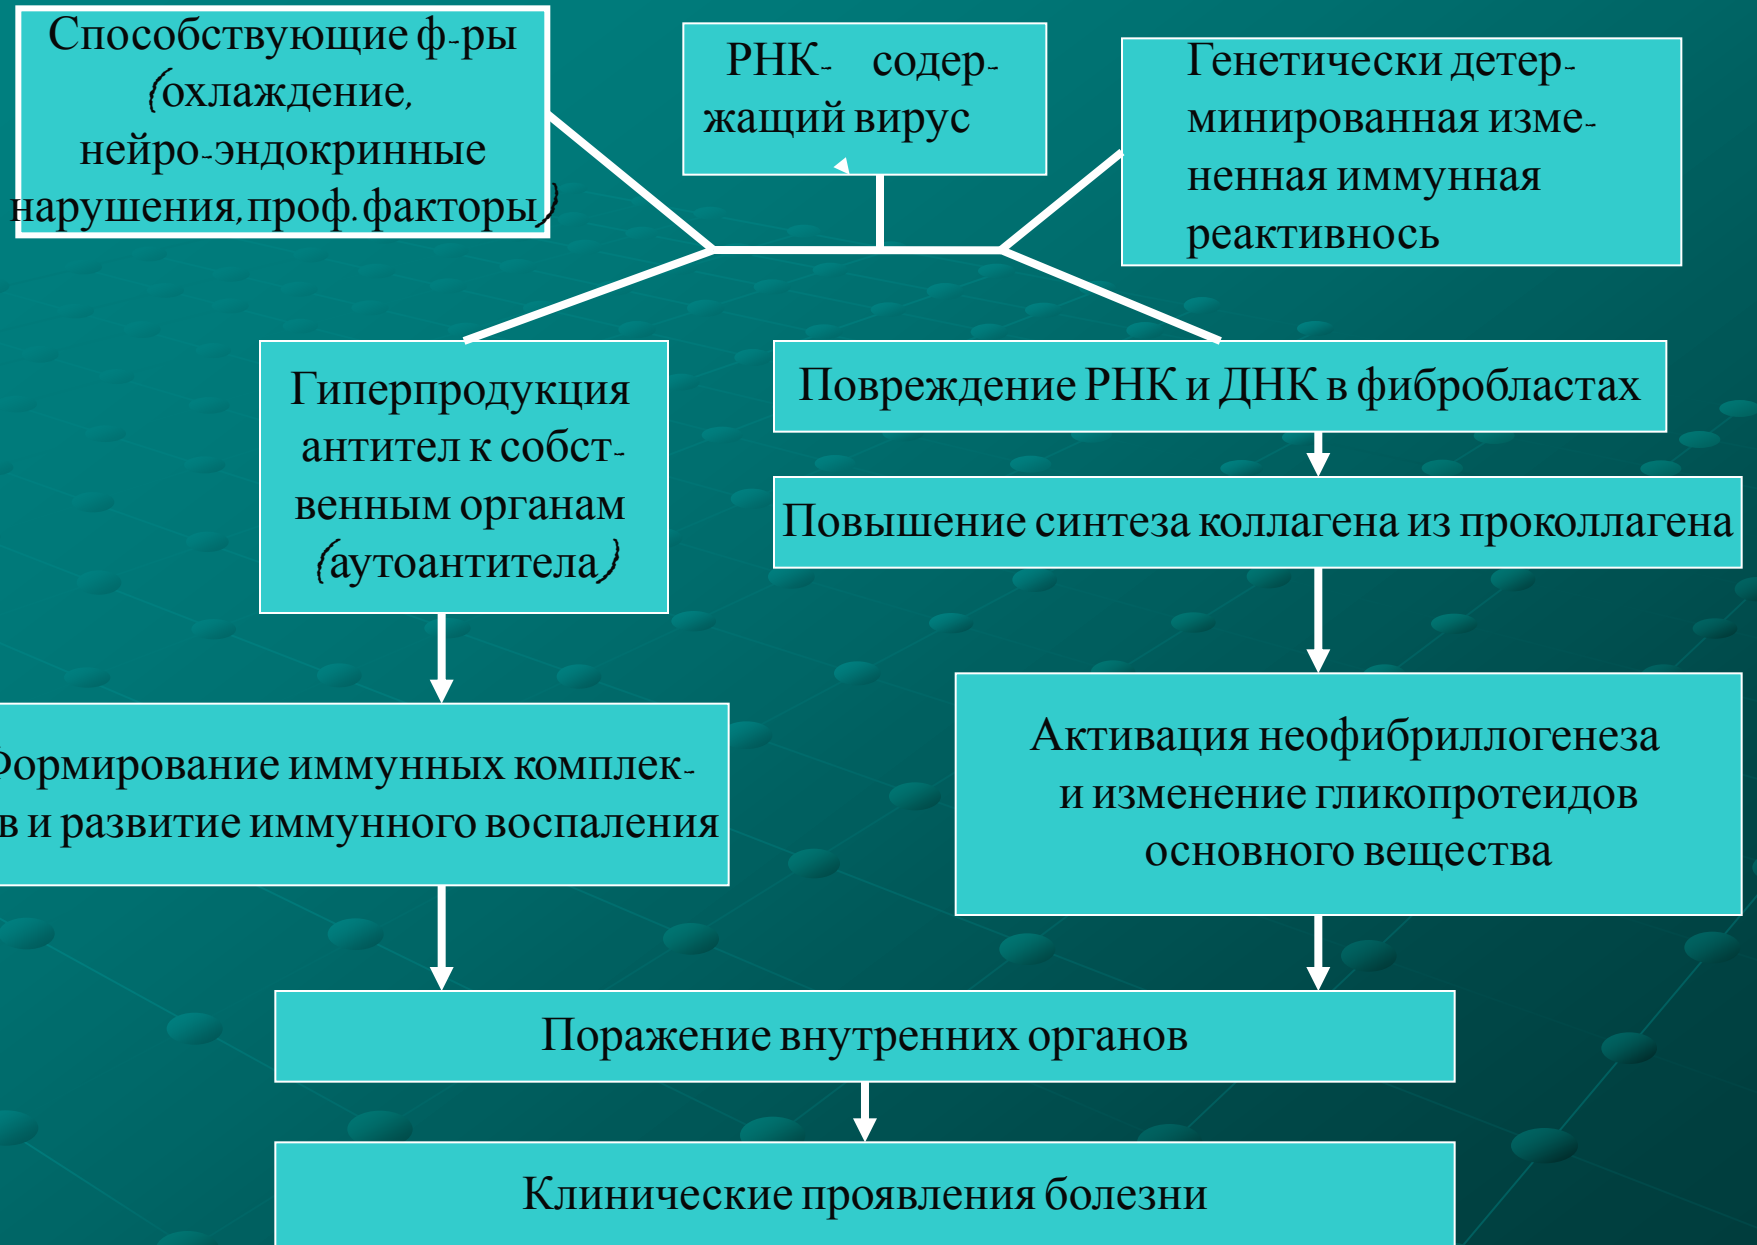 Способствующие ф-ры
(охлаждение,
нейро-эндокринные
нарушения, проф. факторы)
РНК- содер-
жащий вирус
Генетически детер-
минированная изме-
ненная иммунная
реактивнось
Гиперпродукция
антител к собст-
венным органам
(аутоантитела)
Повреждение РНК и ДНК в фибробластах
Повышение синтеза коллагена из проколлагена
Формирование иммунных комплек-
в и развитие иммунного воспаления
Активация неофибриллогенеза
и изменение гликопротеидов
основного вещества
Поражение внутренних органов
Клинические проявления болезни